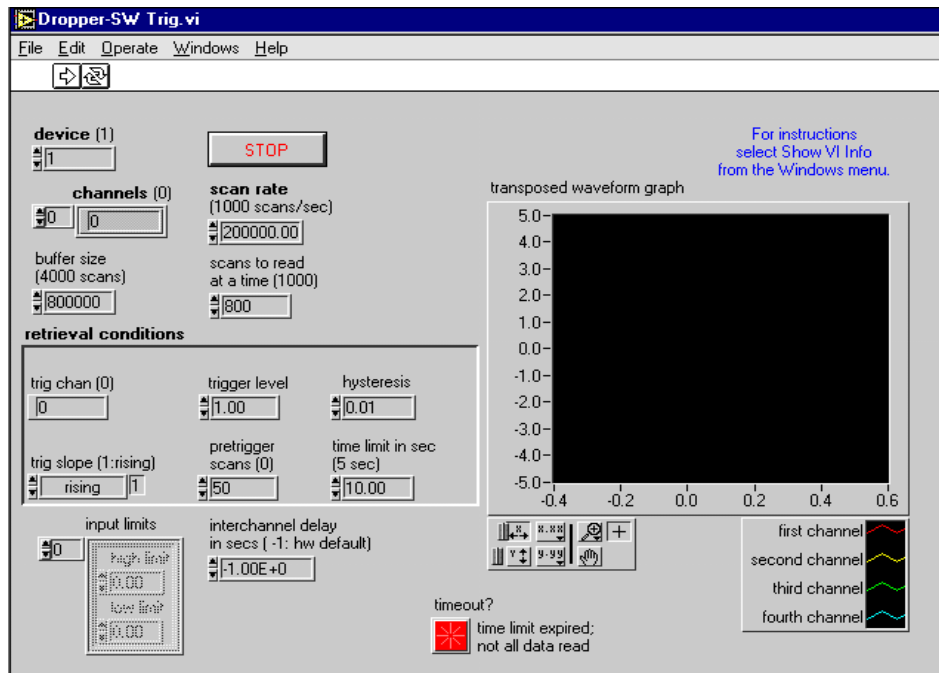 Dropper-SW Trig.vi
File Edit Operate Windows Help
device (1)
1
STOP
For instructions
select Show VI Info
from the Windows menu.
channels (0)
0
0
scan rate
(1000 scans/sec)
200000.00
buffer size
(4000 scans)
800000
scans to read
at a time (1000)
800
retrieval conditions
trig chan (0)
0
trigger level
1.00
hysteresis
0.01
trig slope (1:rising)
rising
1
pretrigger
scans (0)
50
time limit in sec
(5 sec)
10.00
input limits
0
high limit
0.00
low limit
0.00
interchannel delay
in secs ( -1: hw default)
-1.00E+0
transposed waveform graph
5.0
4.0
3.0
2.0
1.0
0.0
-1.0
-2.0
-3.0
-4.0
-5.0
-0.4 -0.2 0.0 0.2 0.4 0.6
X X.XX
Y Y.YY
first channel
second channel
third channel
fourth channel
timeout?
time limit expired;
not all data read